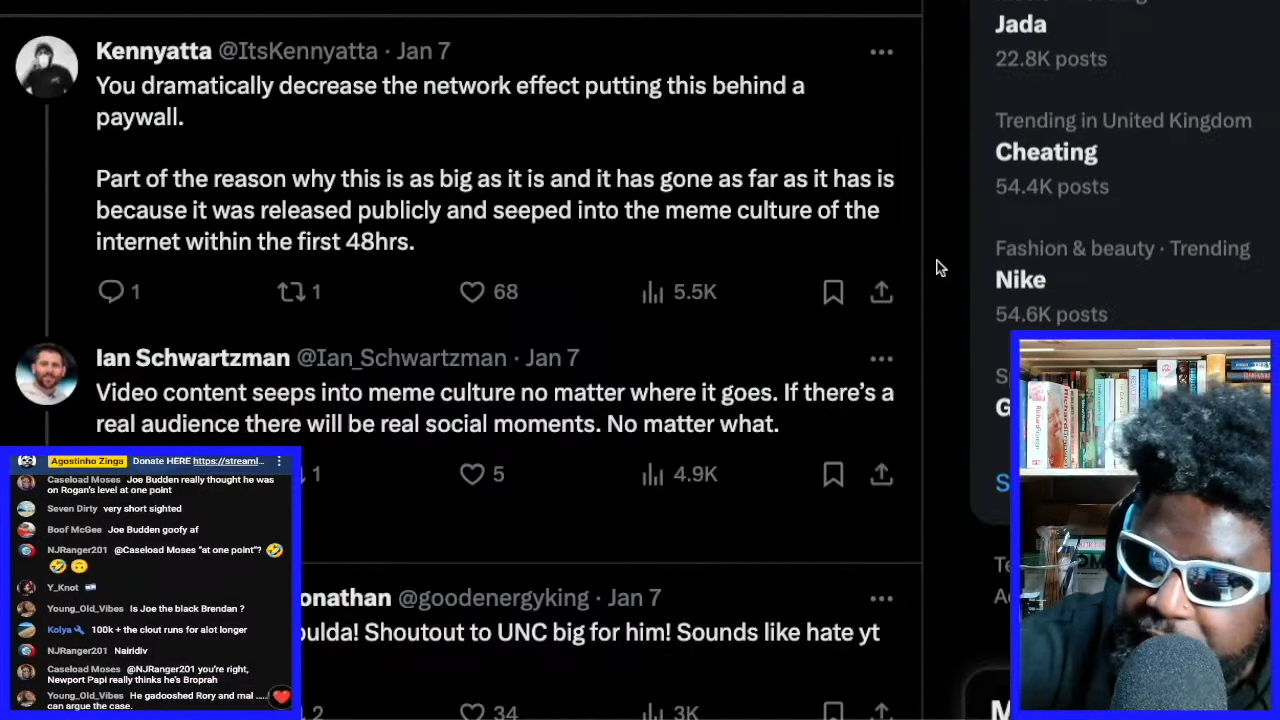 Kennyatta @ItsKennyatta · Jan 7
You dramatically decrease the network effect putting this behind a
paywall.
Part of the reason why this is as big as it is and it has gone as far as it has is
because it was released publicly and seeped into the meme culture of the
internet within the first 48hrs.
1 1 68 5.5K
Ian Schwartzman @Ian_Schwartzman · Jan 7
Video content seeps into meme culture no matter where it goes. If there's a
real audience there will be real social moments. No matter what.
1 5 4.9K
onathan @goodenergyking · Jan 7
oulda! Shoutout to UNC big for him! Sounds like hate yt
2 34 3K
Jada
22.8K posts
Trending in United Kingdom
Cheating
54.4K posts
Fashion & beauty · Trending
Nike
54.6K posts
Agostinho Zinga Donate HERE https://streaml...
Caseload Moses Joe Budden really thought he was
on Rogan's level at one point
Seven Dirty very short sighted
Boof McGee Joe Budden goofy af
NJRanger201 @Caseload Moses "at one point"? 🤣
🤣 🙃
Y_Knot
Young_Old_Vibes Is Joe the black Brendan ?
Kolya 🔧 100k + the clout runs for alot longer
NJRanger201 Nairidiv
Caseload Moses @NJRanger201 you're right,
Newport Papi really thinks he's Broprah
Young_Old_Vibes He gadooshed Rory and mal .....I
can argue the case.